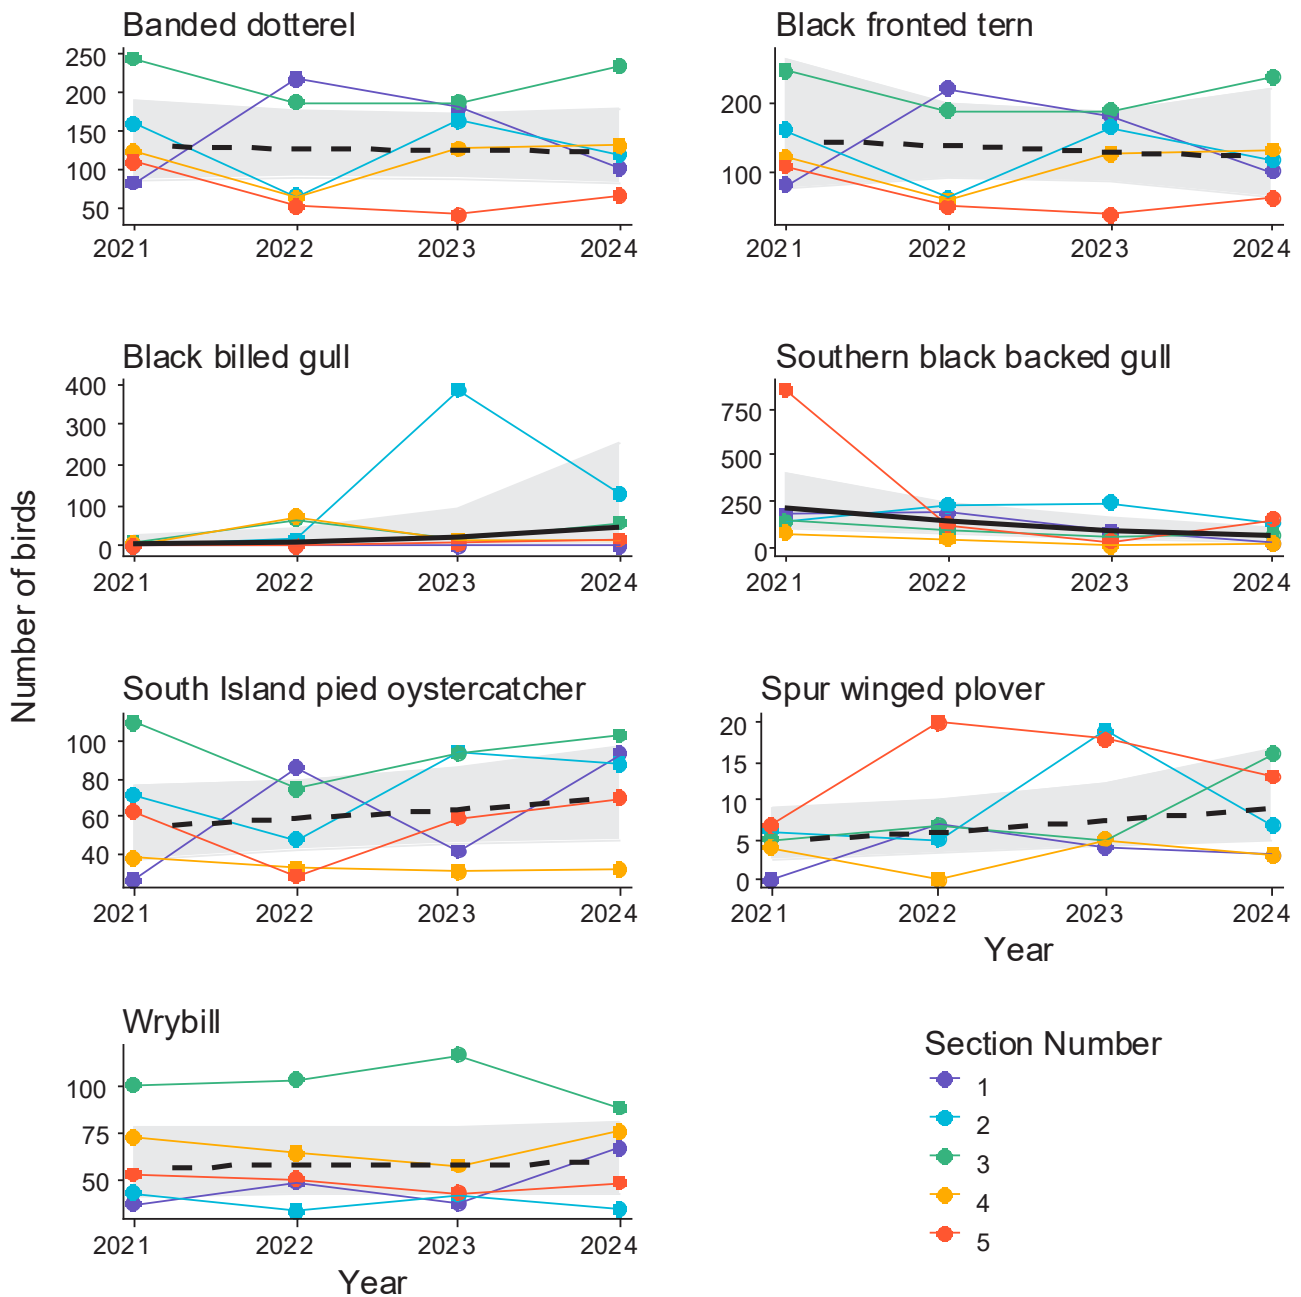 Banded dotterel
250
200
150
100
50
2021 2022 2023 2024
Black fronted tern
200
100
2021 2022 2023 2024
Number of birds
Black billed gull
400
300
200
100
0
2021 2022 2023 2024
Southern black backed gull
750
500
250
0
2021 2022 2023 2024
South Island pied oystercatcher
100
80
60
40
2021 2022 2023 2024
Spur winged plover
20
15
10
5
0
2021 2022 2023 2024
Year
Wrybill
100
75
50
2021 2022 2023 2024
Year
Section Number
1
2
3
4
5